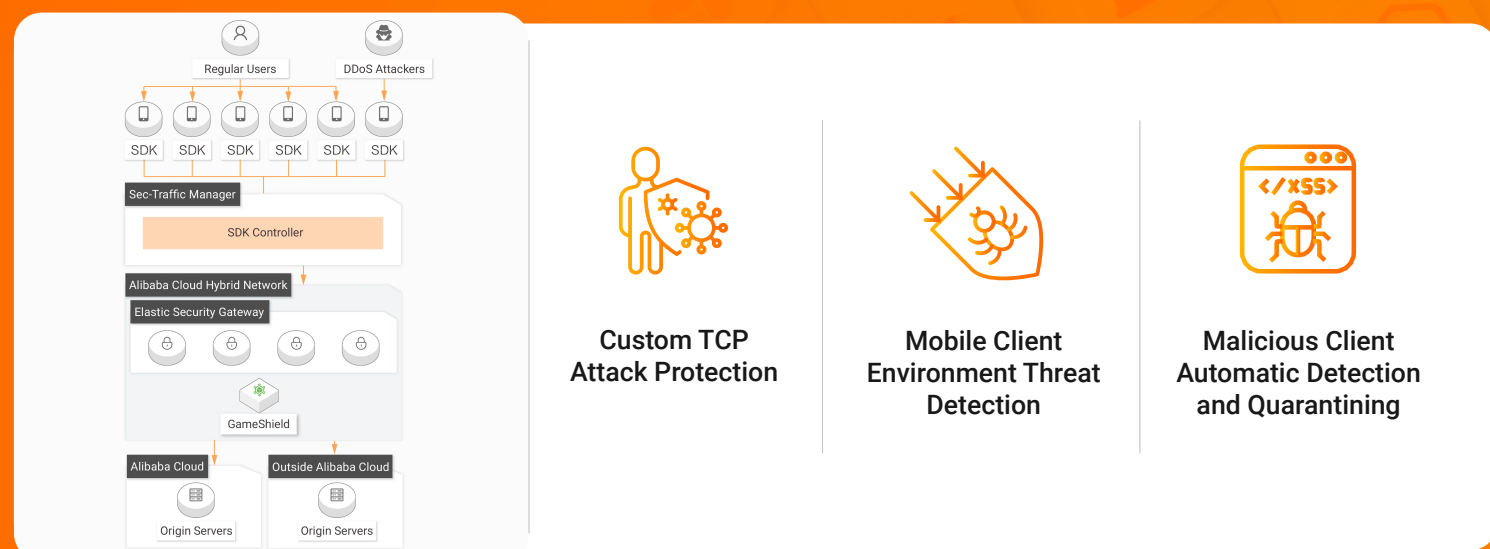 Regular Users
DDoS Attackers
SDK
SDK
SDK
SDK
SDK
SDK
Sec-Traffic Manager
SDK Controller
Alibaba Cloud Hybrid Network
Elastic Security Gateway
GameShield
Alibaba Cloud
Outside Alibaba Cloud
Origin Servers
Origin Servers
Custom TCP
Attack Protection
Mobile Client
Environment Threat
Detection
</XSS>
Malicious Client
Automatic Detection
and Quarantining